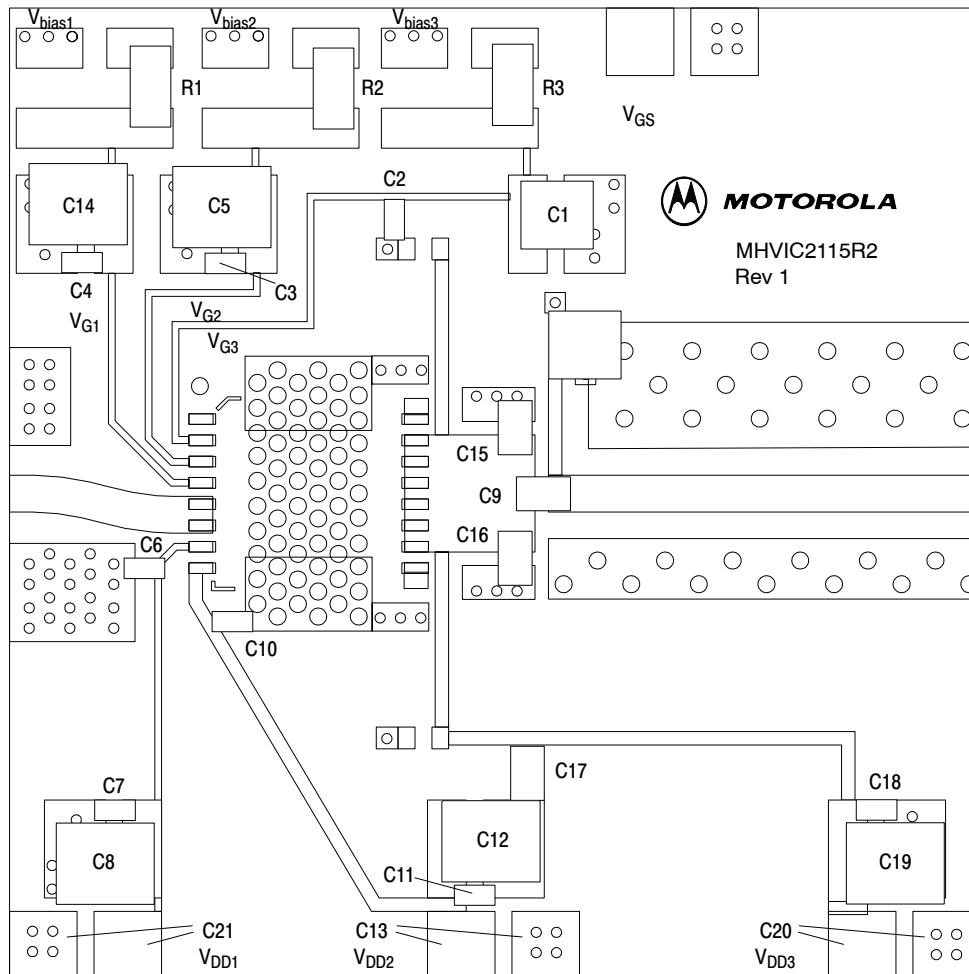 Vbias1 Vbias2 Vbias3
R1 R2 R3
VGS
C2
C14 C5 C1
MOTOROLA
MHVIC2115R2
Rev 1
C4 C3
VG1 VG2
VG3
C15
C9
C16
C6
C10
C17
C7 C18
C8 C12 C19
C11
C21 C13 C20
VDD1 VDD2 VDD3